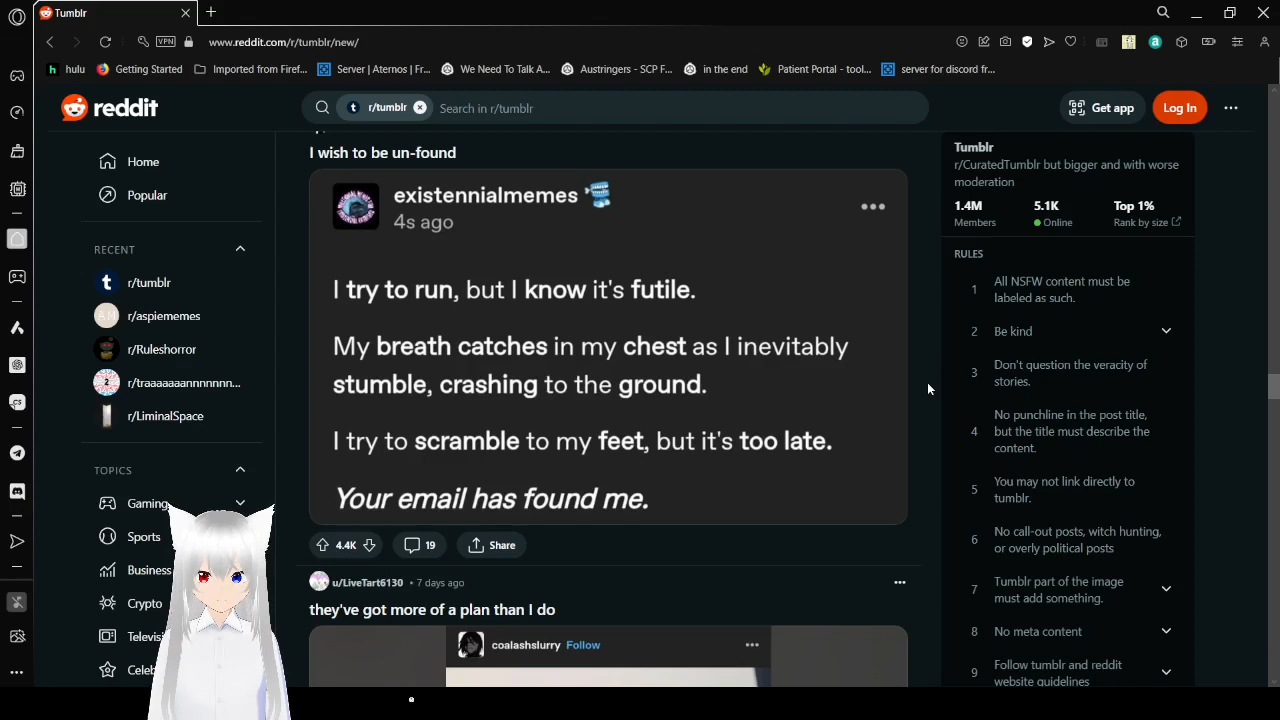 Tumblr
VPN
www.reddit.com/r/tumblr/new/
hulu
Getting Started
Imported from Firef...
Server | Aternos | Fr...
We Need To Talk A...
Austringers - SCP F...
in the end
Patient Portal - tool...
server for discord fr...
reddit
r/tumblr
Search in r/tumblr
Get app
Log In
Home
Popular
RECENT
r/tumblr
r/aspiememes
r/Ruleshorror
r/traaaaaaannnnnnn...
r/LiminalSpace
TOPICS
Gaming
Sports
Business
Crypto
Televisi
Celeb
I wish to be un-found
existennialmemes
4s ago
I try to run, but I know it's futile.
My breath catches in my chest as I inevitably
stumble, crashing to the ground.
I try to scramble to my feet, but it's too late.
Your email has found me.
4.4K
19
Share
u/LiveTart6130 • 7 days ago
they've got more of a plan than I do
coalashslurry Follow
Tumblr
r/CuratedTumblr but bigger and with worse
moderation
1.4M 5.1K Top 1%
Members Online Rank by size
RULES
1 All NSFW content must be
labeled as such.
2 Be kind
3 Don't question the veracity of
stories.
4 No punchline in the post title,
but the title must describe the
content.
5 You may not link directly to
tumblr.
6 No call-out posts, witch hunting,
or overly political posts
7 Tumblr part of the image
must add something.
8 No meta content
9 Follow tumblr and reddit
website guidelines